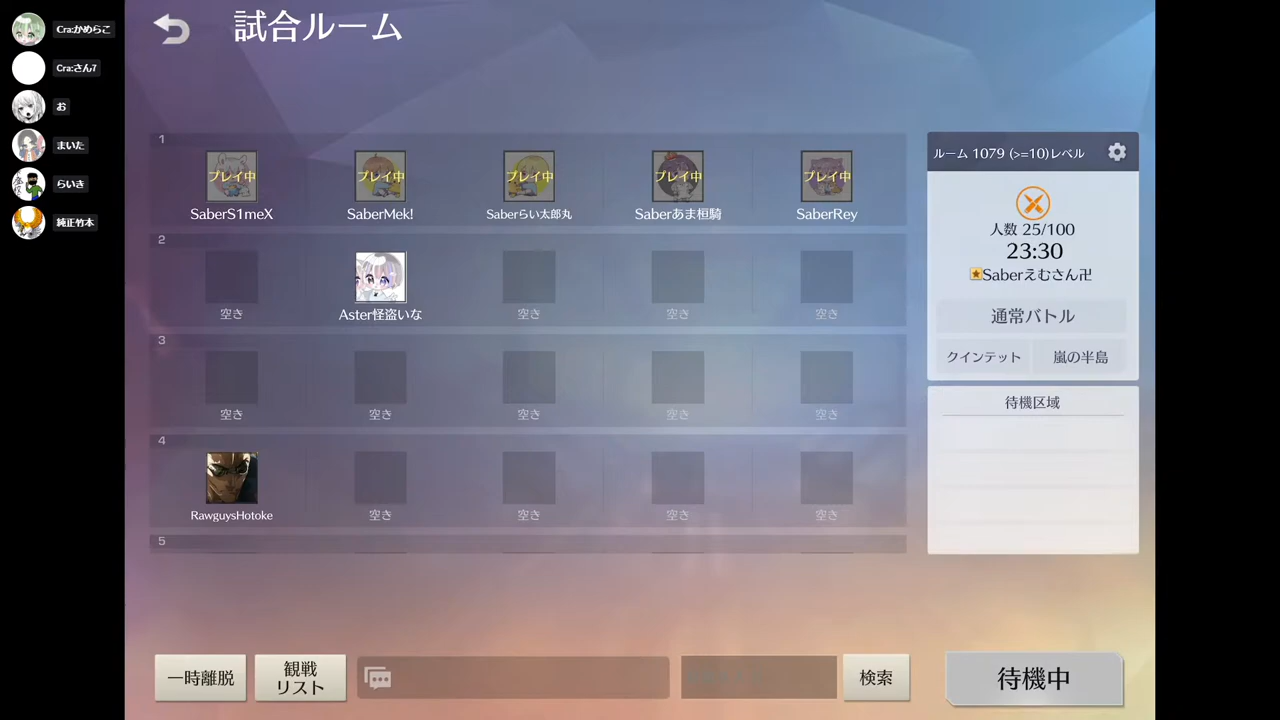 Cra:かめらこ
Cra:さん7
お
まいた
らいき
純正竹本
試合ルーム
1
プレイ中
プレイ中
プレイ中
プレイ中
プレイ中
SaberS1meX
SaberMek!
Saberらい太郎丸
Saberあま桓騎
SaberRey
2
空き
Aster怪盗いな
空き
空き
空き
3
空き
空き
空き
空き
空き
4
RawguysHotoke
空き
空き
空き
空き
5
ルーム 1079 (>=10)レベル
人数 25/100
23:30
Saberえむさん卍
通常バトル
クインテット
嵐の半島
待機区域
一時離脱
観戦
リスト
検索
待機中